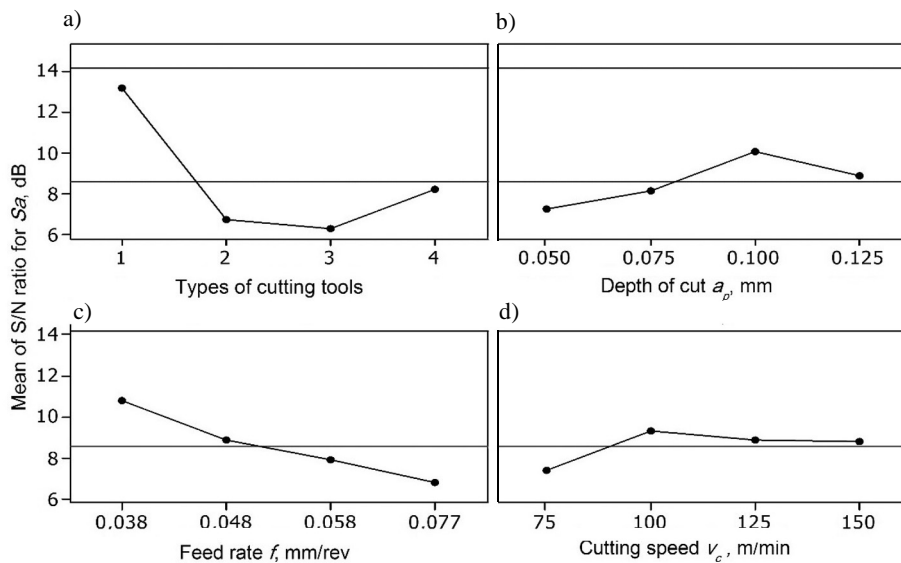 a)
b)
Mean of S/N ratio for Sa, dB
14
12
10
8
6
1 2 3 4
Types of cutting tools
0.050 0.075 0.100 0.125
Depth of cut ap, mm
c)
d)
14
12
10
8
6
0.038 0.048 0.058 0.077
Feed rate f, mm/rev
75 100 125 150
Cutting speed vc, m/min